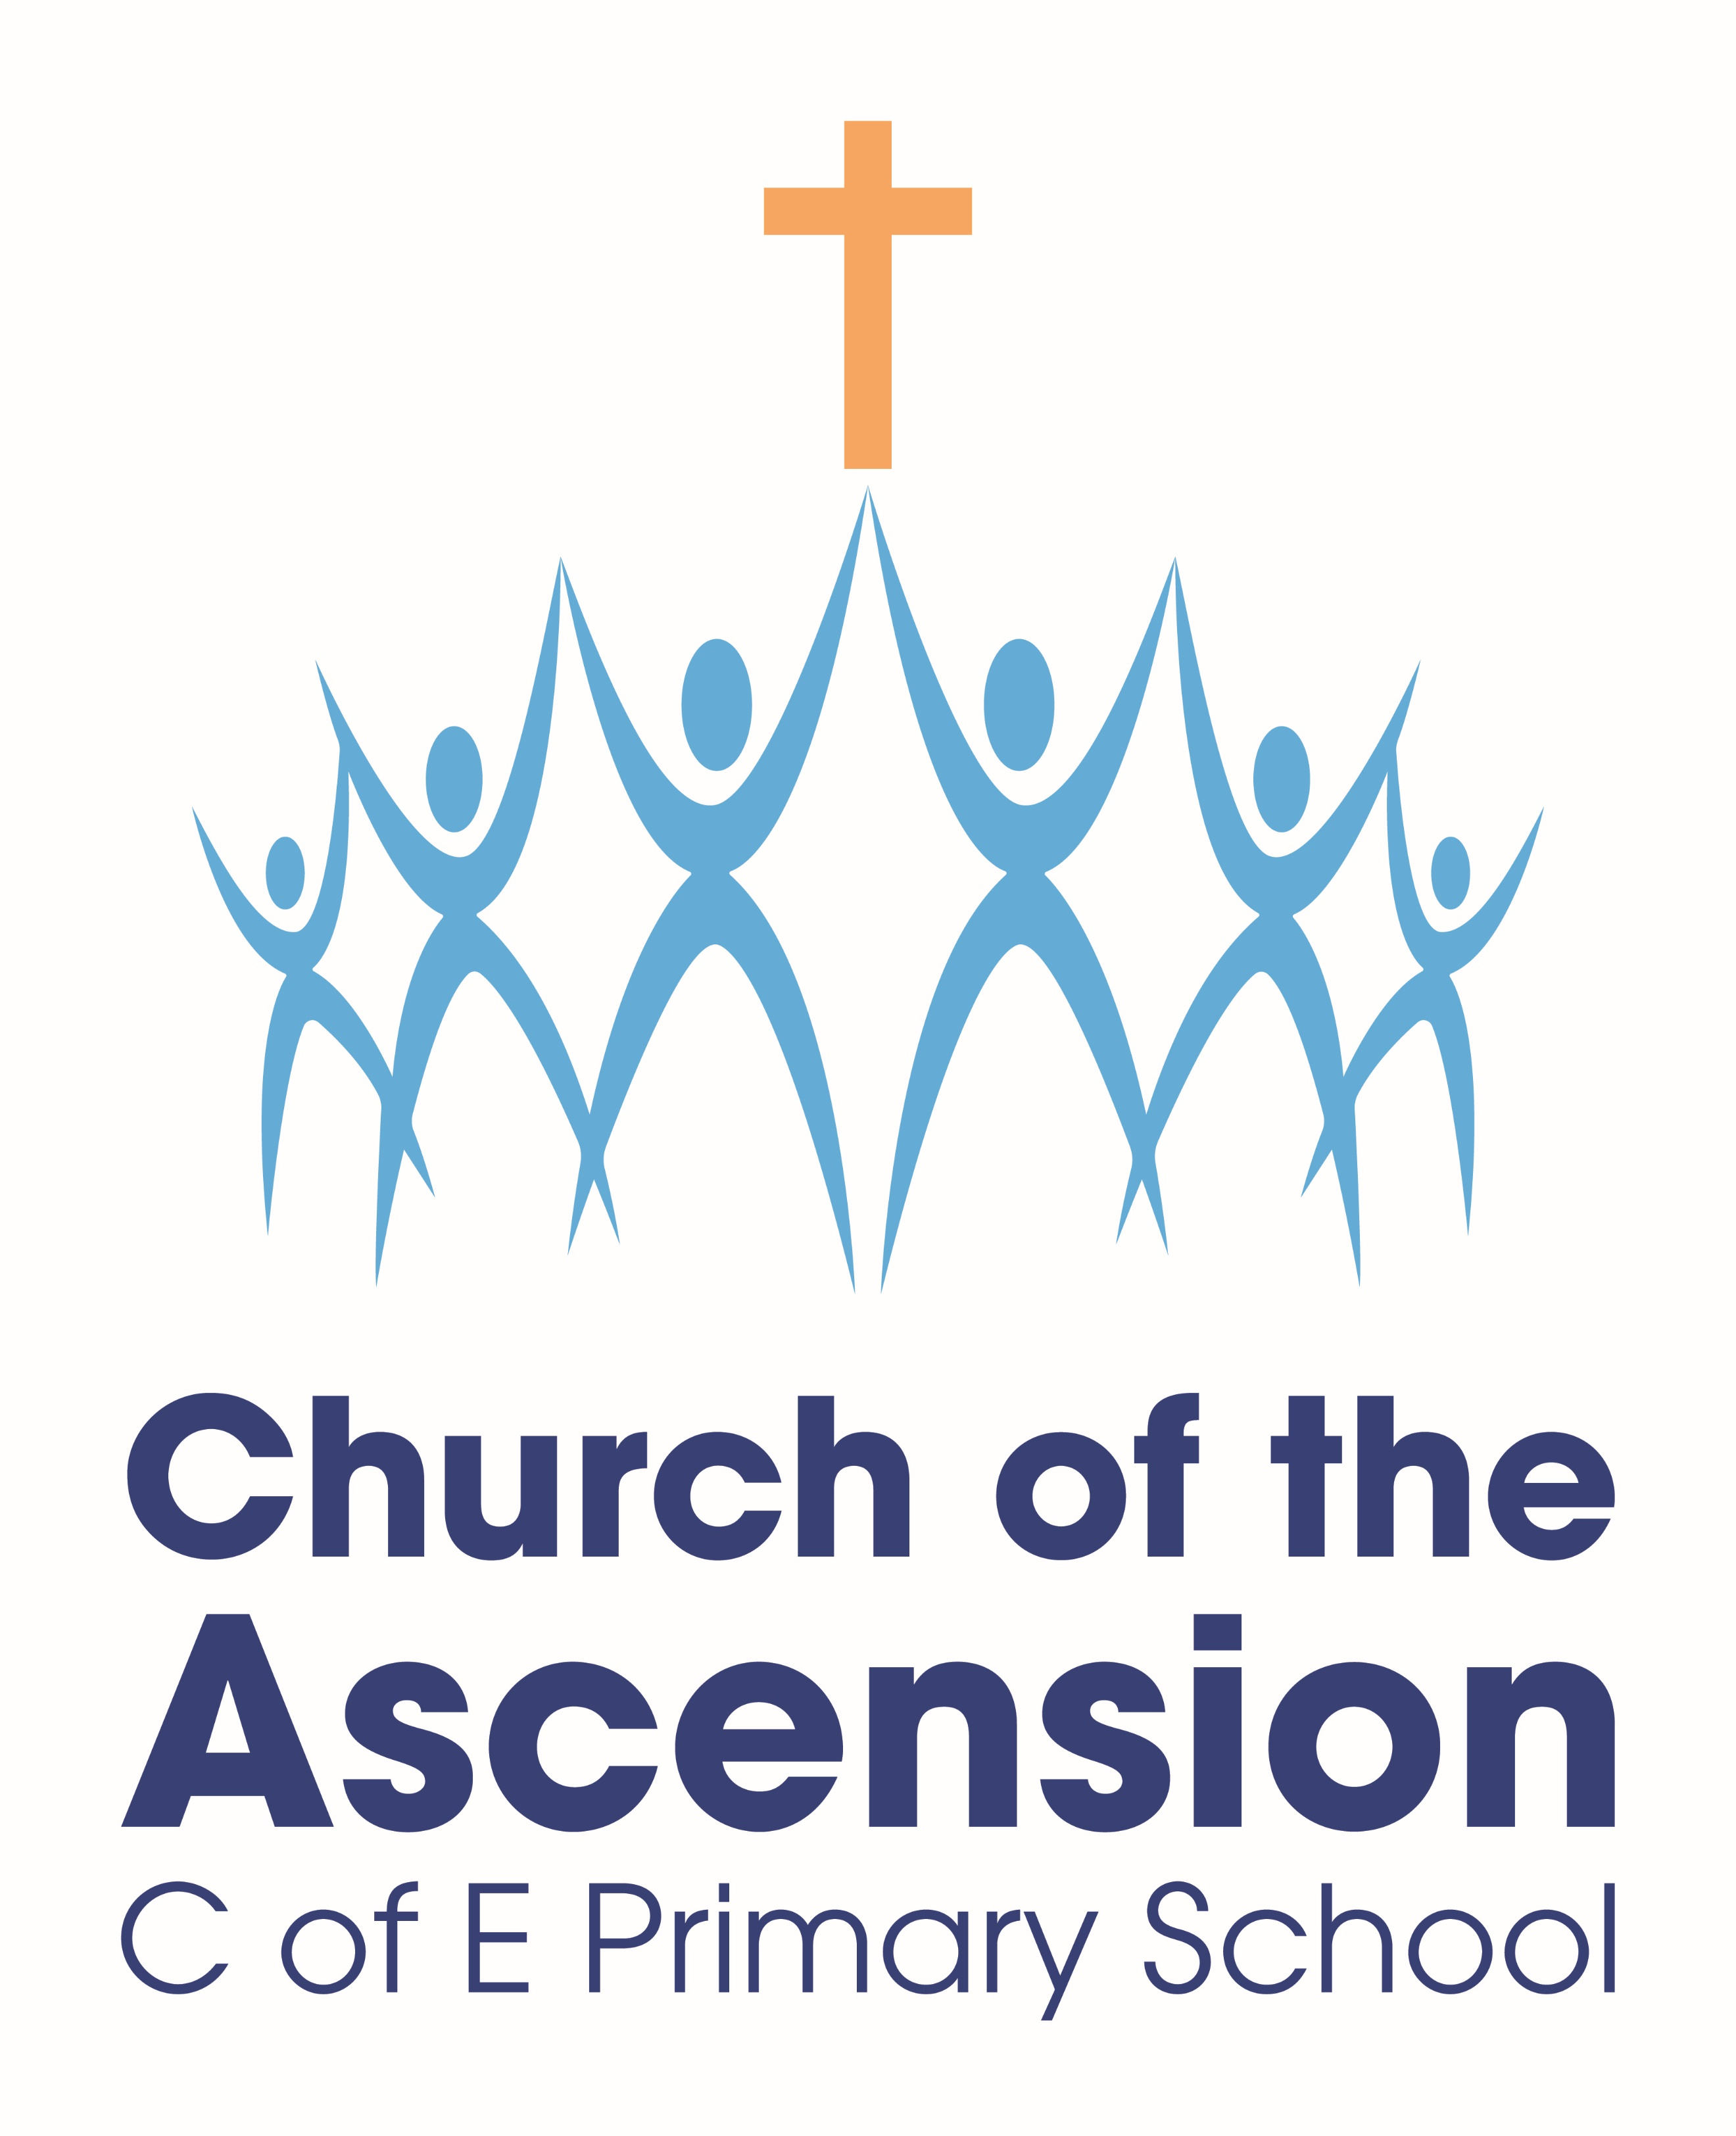 Church of the
Ascension
C of E Primary School